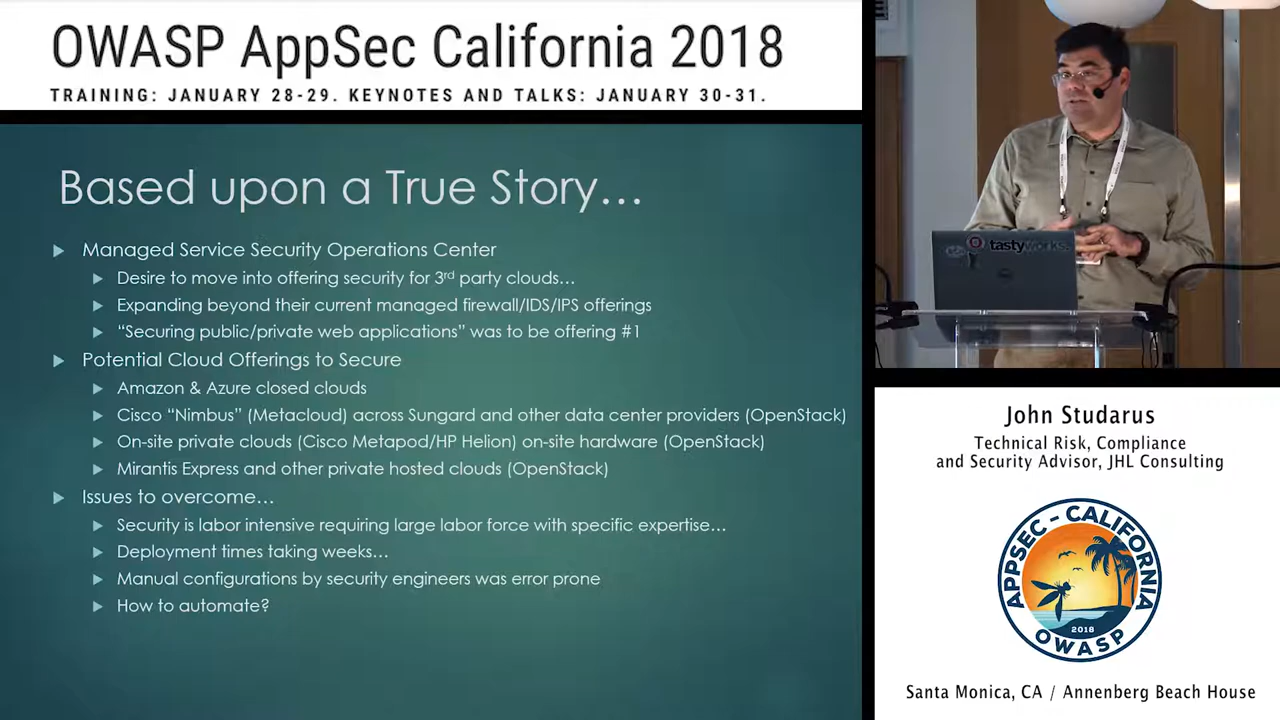 OWASP AppSec California 2018
TRAINING: JANUARY 28-29. KEYNOTES AND TALKS: JANUARY 30-31.
Based upon a True Story…
Managed Service Security Operations Center
Desire to move into offering security for 3rd party clouds…
Expanding beyond their current managed firewall/IDS/IPS offerings
“Securing public/private web applications” was to be offering #1
Potential Cloud Offerings to Secure
Amazon & Azure closed clouds
Cisco “Nimbus” (Metacloud) across Sungard and other data center providers (OpenStack)
On-site private clouds (Cisco Metapod/HP Helion) on-site hardware (OpenStack)
Mirantis Express and other private hosted clouds (OpenStack)
Issues to overcome…
Security is labor intensive requiring large labor force with specific expertise…
Deployment times taking weeks…
Manual configurations by security engineers was error prone
How to automate?
tastyworks
John Studarus
Technical Risk, Compliance
and Security Advisor, JHL Consulting
APPSEC - CALIFORNIA
2018
OWASP
Santa Monica, CA / Annenberg Beach House